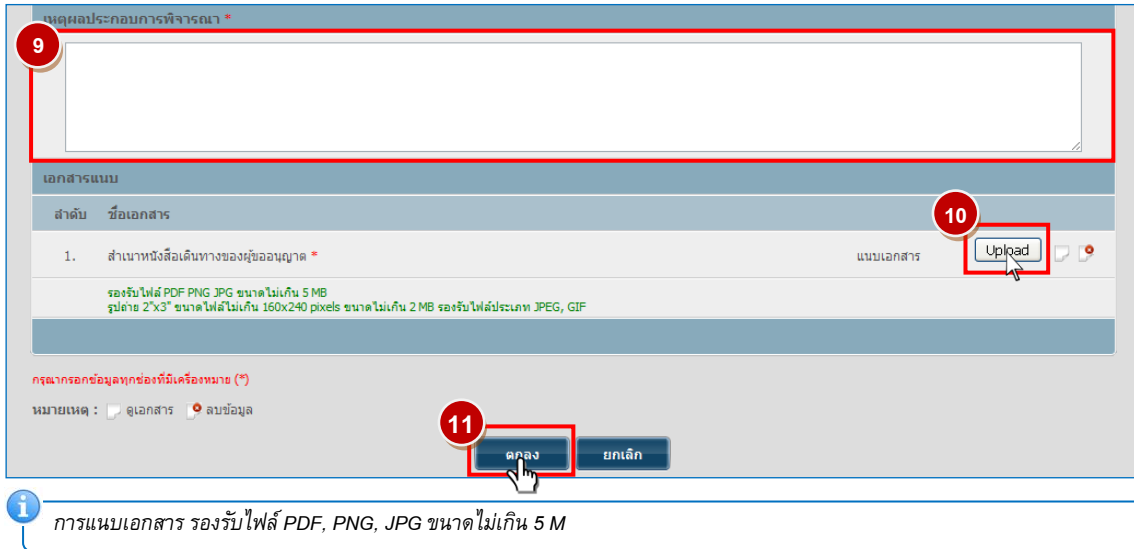 เหตุผลประกอบการพิจารณา *
9
เอกสารแนบ
ลำดับ ชื่อเอกสาร
10
1. สำเนาหนังสือเดินทางของผู้ขออนุญาต * แนบเอกสาร Upload
รองรับไฟล์ PDF PNG JPG ขนาดไม่เกิน 5 MB
รูปถ่าย 2"x3" ขนาดไฟล์ไม่เกิน 160x240 pixels ขนาดไม่เกิน 2 MB รองรับไฟล์ประเภท JPEG, GIF
กรุณากรอกข้อมูลทุกช่องที่มีเครื่องหมาย (*)
หมายเหตุ : ดูเอกสาร ลบข้อมูล
11
ตกลง ยกเลิก
i
การแนบเอกสาร รองรับไฟล์ PDF, PNG, JPG ขนาดไม่เกิน 5 M